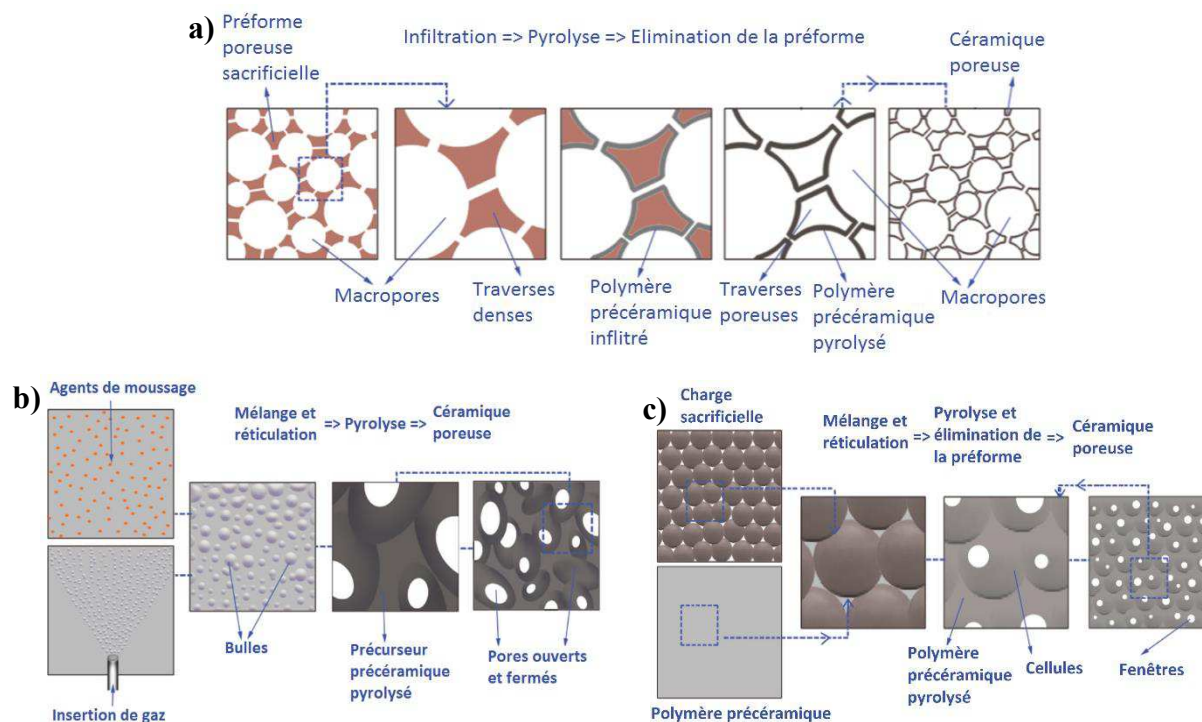 a)
Préforme
poreuse
sacrificielle
Infiltration => Pyrolyse => Elimination de la préforme
Céramique
poreuse
Macropores
Traverses
denses
Polymère
précéramique
inflitré
Traverses
poreuses
Polymère
précéramique
pyrolysé
Macropores
b)
Agents de moussage
Mélange et
réticulation
=> Pyrolyse =>
Céramique
poreuse
Bulles
Précurseur
précéramique
pyrolysé
Pores ouverts
et fermés
Insertion de gaz
c)
Charge
sacrificielle
Mélange et
réticulation
=>
Pyrolyse et
élimination de
la préforme
=>
Céramique
poreuse
Polymère
précéramique
pyrolysé
Cellules
Fenêtres
Polymère précéramique